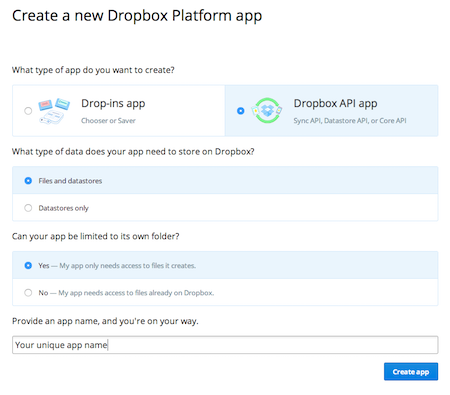 Create a new Dropbox Platform app
What type of app do you want to create?
Drop-ins app
Chooser or Saver
Dropbox API app
Sync API, Datastore API, or Core API
What type of data does your app need to store on Dropbox?
Files and datastores
Datastores only
Can your app be limited to its own folder?
Yes — My app only needs access to files it creates.
No — My app needs access to files already on Dropbox.
Provide an app name, and you're on your way.
Your unique app name
Create app